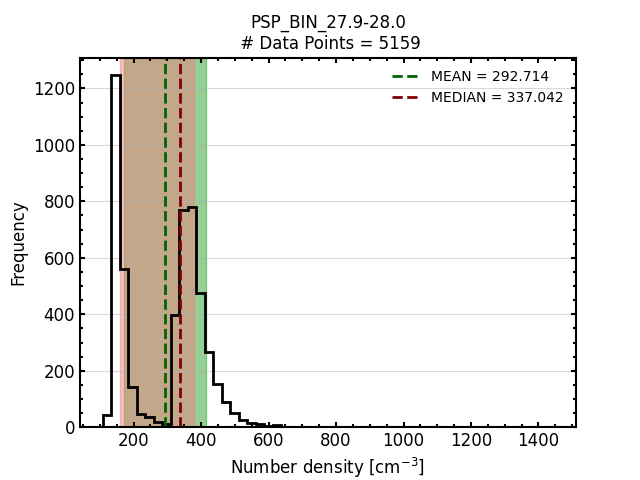 PSP_BIN_27.9-28.0
# Data Points = 5159
MEAN = 292.714
MEDIAN = 337.042
Frequency
1200
1000
800
600
400
200
0
200 400 600 800 1000 1200 1400
Number density [cm⁻³]